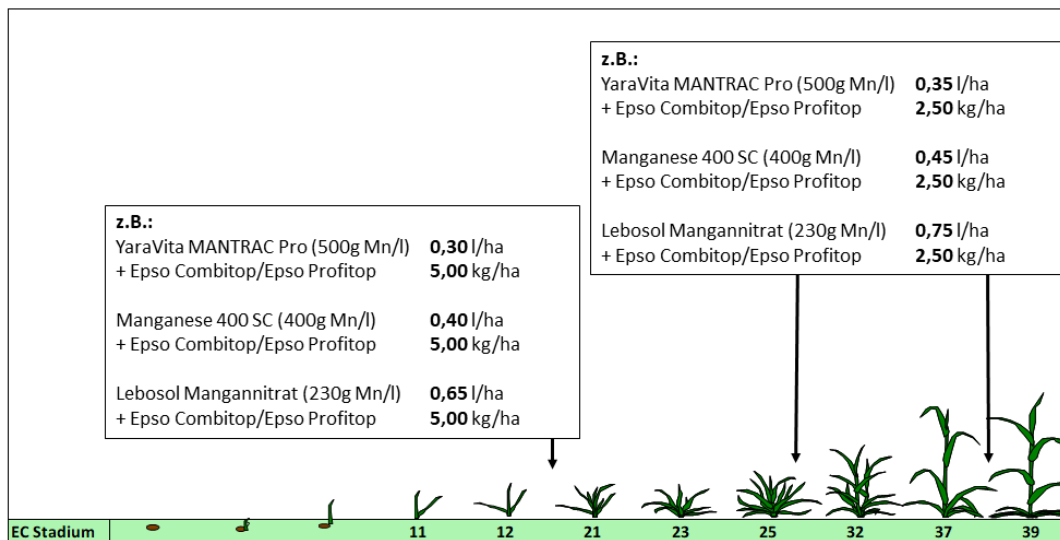 z.B.:
YaraVita MANTRAC Pro (500g Mn/l) 0,35 l/ha
+ Epso Combitop/Epso Profitop 2,50 kg/ha
Manganese 400 SC (400g Mn/l) 0,45 l/ha
+ Epso Combitop/Epso Profitop 2,50 kg/ha
Lebosol Mangannitrat (230g Mn/l) 0,75 l/ha
+ Epso Combitop/Epso Profitop 2,50 kg/ha
z.B.:
YaraVita MANTRAC Pro (500g Mn/l) 0,30 l/ha
+ Epso Combitop/Epso Profitop 5,00 kg/ha
Manganese 400 SC (400g Mn/l) 0,40 l/ha
+ Epso Combitop/Epso Profitop 5,00 kg/ha
Lebosol Mangannitrat (230g Mn/l) 0,65 l/ha
+ Epso Combitop/Epso Profitop 5,00 kg/ha
EC Stadium 11 12 21 23 25 32 37 39